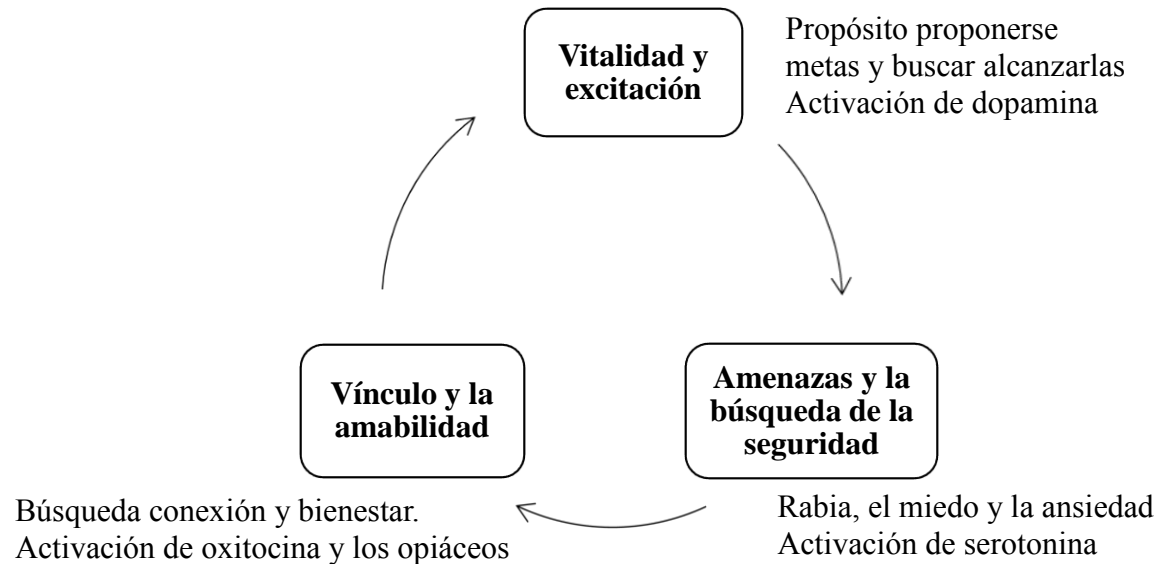 Vitalidad y
excitación
Propósito proponerse
metas y buscar alcanzarlas
Activación de dopamina
Amenazas y la
búsqueda de la
seguridad
Rabia, el miedo y la ansiedad
Activación de serotonina
Vínculo y la
amabilidad
Búsqueda conexión y bienestar.
Activación de oxitocina y los opiáceos